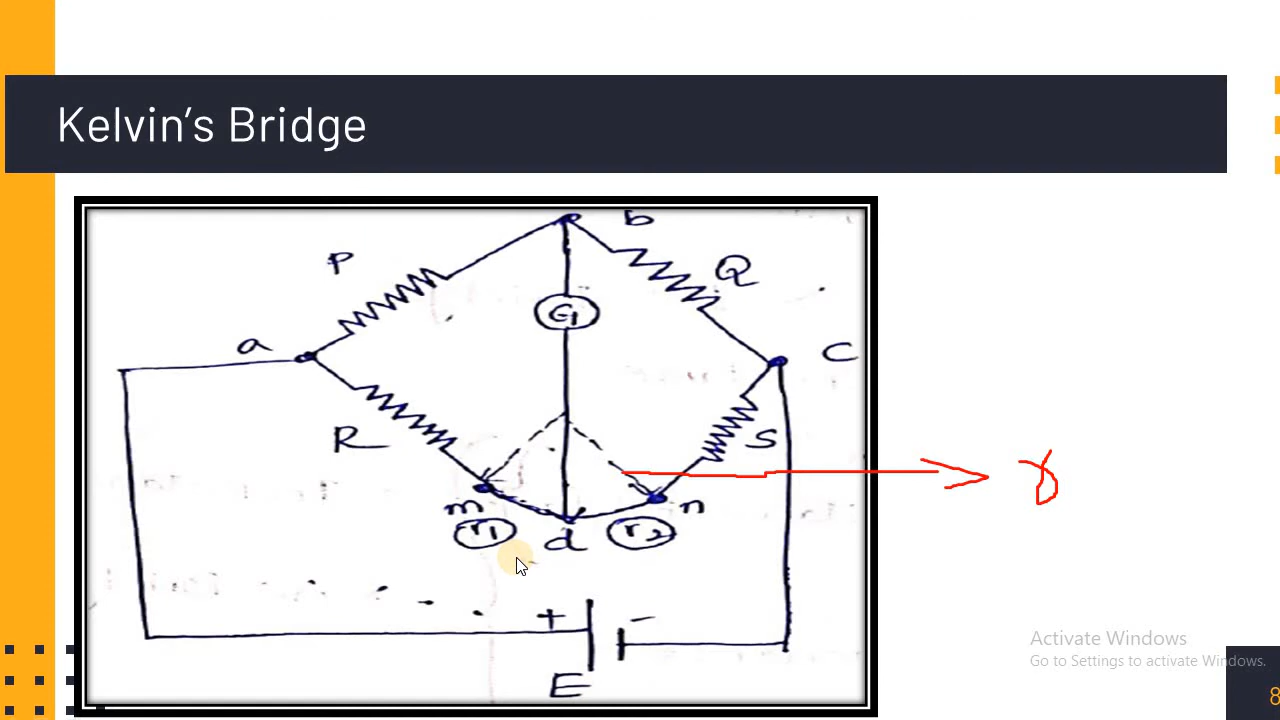 Kelvin's Bridge
b
P
Q
G
a
C
R
S
m
n
r1
d
r2
+
-
E
Activate Windows
Go to Settings to activate Windows.
8